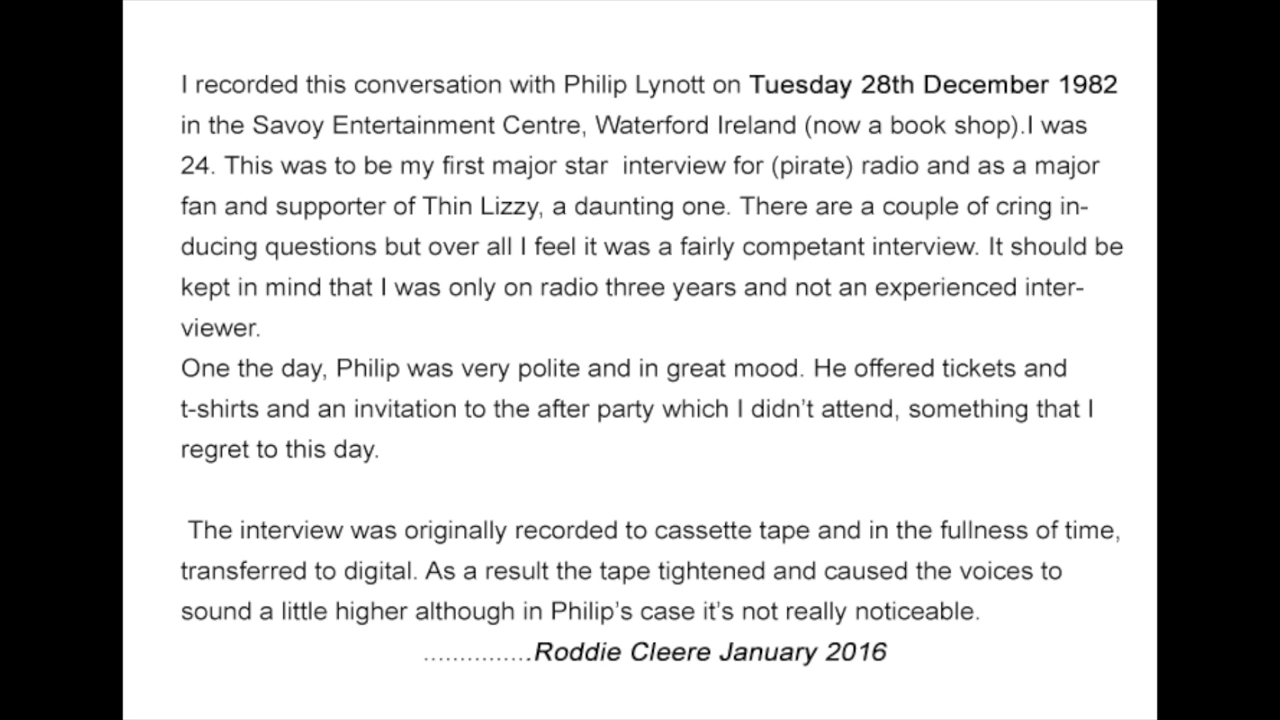 I recorded this conversation with Philip Lynott on Tuesday 28th December 1982
in the Savoy Entertainment Centre, Waterford Ireland (now a book shop).I was
24. This was to be my first major star  interview for (pirate) radio and as a major
fan and supporter of Thin Lizzy, a daunting one. There are a couple of cring in-
ducing questions but over all I feel it was a fairly competant interview. It should be
kept in mind that I was only on radio three years and not an experienced inter-
viewer.
One the day, Philip was very polite and in great mood. He offered tickets and
t-shirts and an invitation to the after party which I didn’t attend, something that I
regret to this day.
The interview was originally recorded to cassette tape and in the fullness of time,
transferred to digital. As a result the tape tightened and caused the voices to
sound a little higher although in Philip’s case it’s not really noticeable.
...............Roddie Cleere January 2016